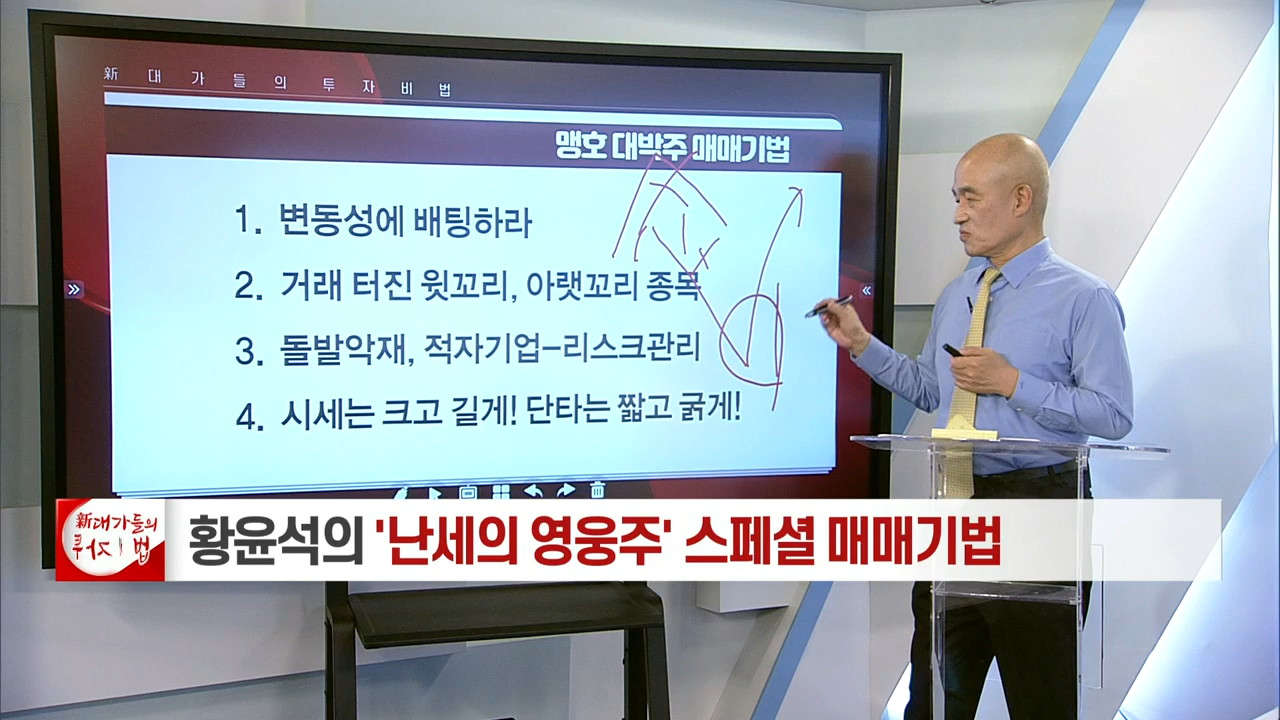 新 대 가 들 의 투 자 비 법
맹호 대박주 매매기법
1. 변동성에 배팅하라
2. 거래 터진 윗꼬리, 아랫꼬리 종목
3. 돌발악재, 적자기업-리스크관리
4. 시세는 크고 길게! 단타는 짧고 굵게!
新대가들의
투자비법
황윤석의 '난세의 영웅주' 스페셜 매매기법